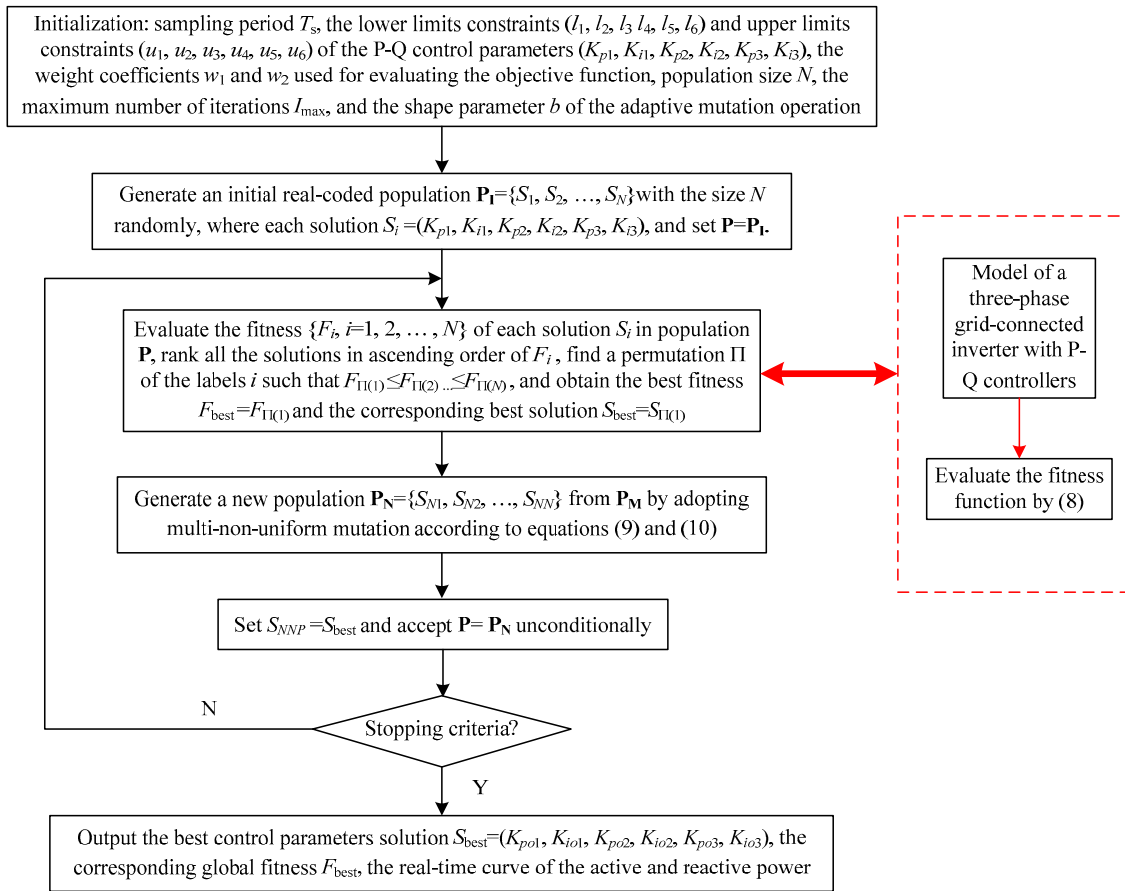 Initialization: sampling period Ts, the lower limits constraints (l1, l2, l3 l4, l5, l6) and upper limits
constraints (u1, u2, u3, u4, u5, u6) of the P-Q control parameters (Kp1, Ki1, Kp2, Ki2, Kp3, Ki3), the
weight coefficients w1 and w2 used for evaluating the objective function, population size N, the
maximum number of iterations Imax, and the shape parameter b of the adaptive mutation operation
Generate an initial real-coded population PI={S1, S2, …, SN}with the size N
randomly, where each solution Si =(Kp1, Ki1, Kp2, Ki2, Kp3, Ki3), and set P=PI.
Evaluate the fitness {Fi, i=1, 2, … , N} of each solution Si in population
P, rank all the solutions in ascending order of Fi , find a permutation Π
of the labels i such that FΠ(1)≤FΠ(2) ...≤FΠ(N), and obtain the best fitness
Fbest=FΠ(1) and the corresponding best solution Sbest=SΠ(1)
Model of a
three-phase
grid-connected
inverter with P-
Q controllers
Evaluate the fitness
function by (8)
Generate a new population PN={SN1, SN2, …, SNN} from PM by adopting
multi-non-uniform mutation according to equations (9) and (10)
Set SNNP =Sbest and accept P= PN unconditionally
N
Stopping criteria?
Y
Output the best control parameters solution Sbest=(Kpo1, Kio1, Kpo2, Kio2, Kpo3, Kio3), the
corresponding global fitness Fbest, the real-time curve of the active and reactive power